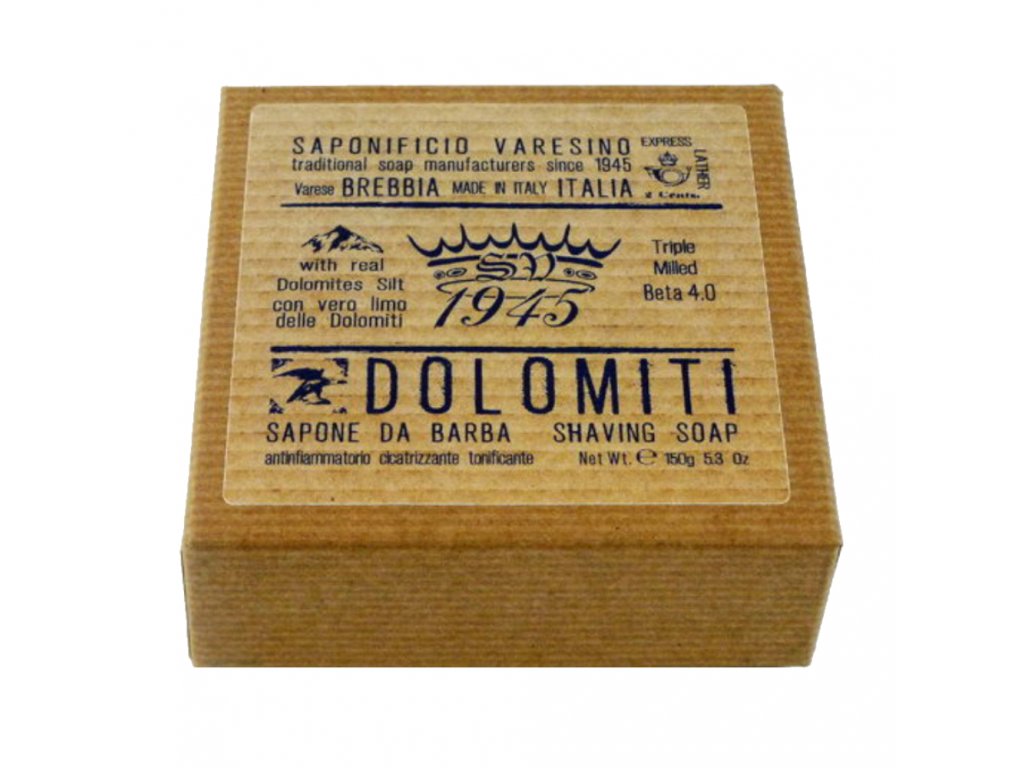 SAPONIFICIO VARESINO
traditional soap manufacturers since 1945
Varese BREBBIA MADE IN ITALY ITALIA
EXPRESS
LATHER
2 Cents.
with real
Dolomites Silt
con vero limo
delle Dolomiti
SV
1945
Triple
Milled
Beta 4.0
DOLOMITI
SAPONE DA BARBA SHAVING SOAP
antinfiammatorio cicatrizzante tonificante Net Wt. ℮ 150g 5.3 Oz